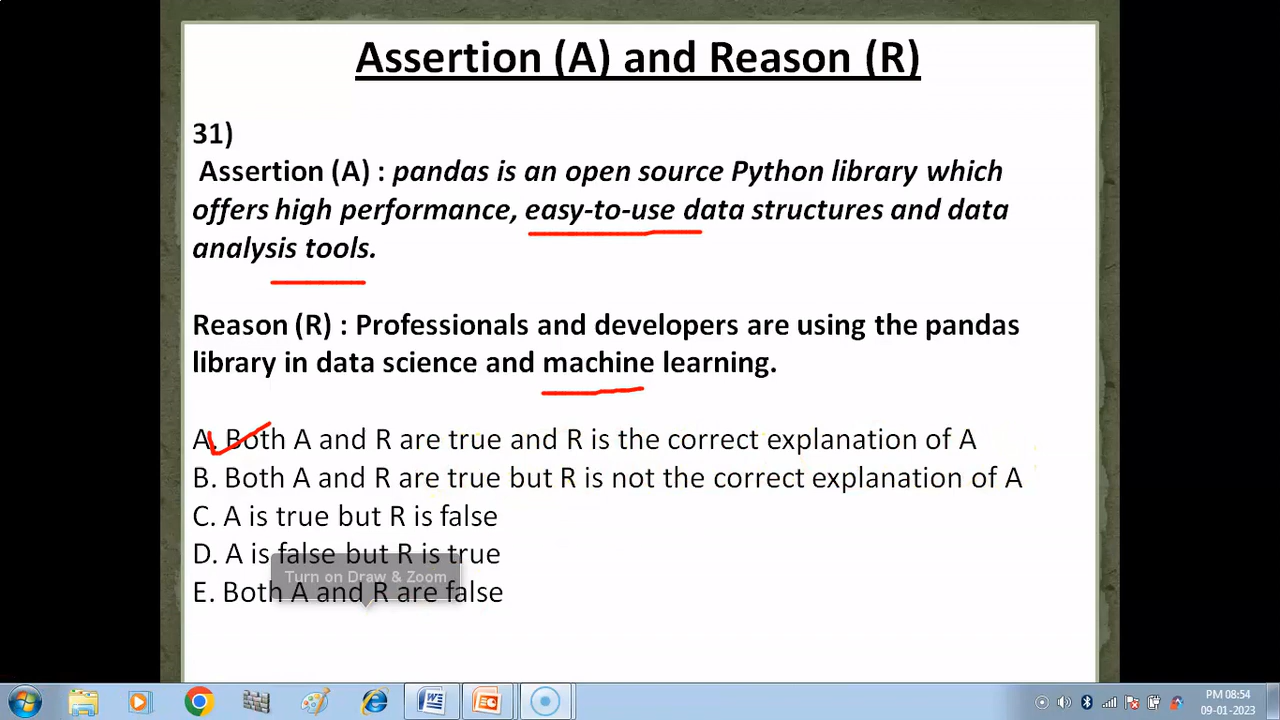 Assertion (A) and Reason (R)
31)
Assertion (A) : pandas is an open source Python library which
offers high performance, easy-to-use data structures and data
analysis tools.
Reason (R) : Professionals and developers are using the pandas
library in data science and machine learning.
A. Both A and R are true and R is the correct explanation of A
B. Both A and R are true but R is not the correct explanation of A
C. A is true but R is false
D. A is false but R is true
Turn on Draw & Zoom
E. Both A and R are false
PM 08:54
09-01-2023